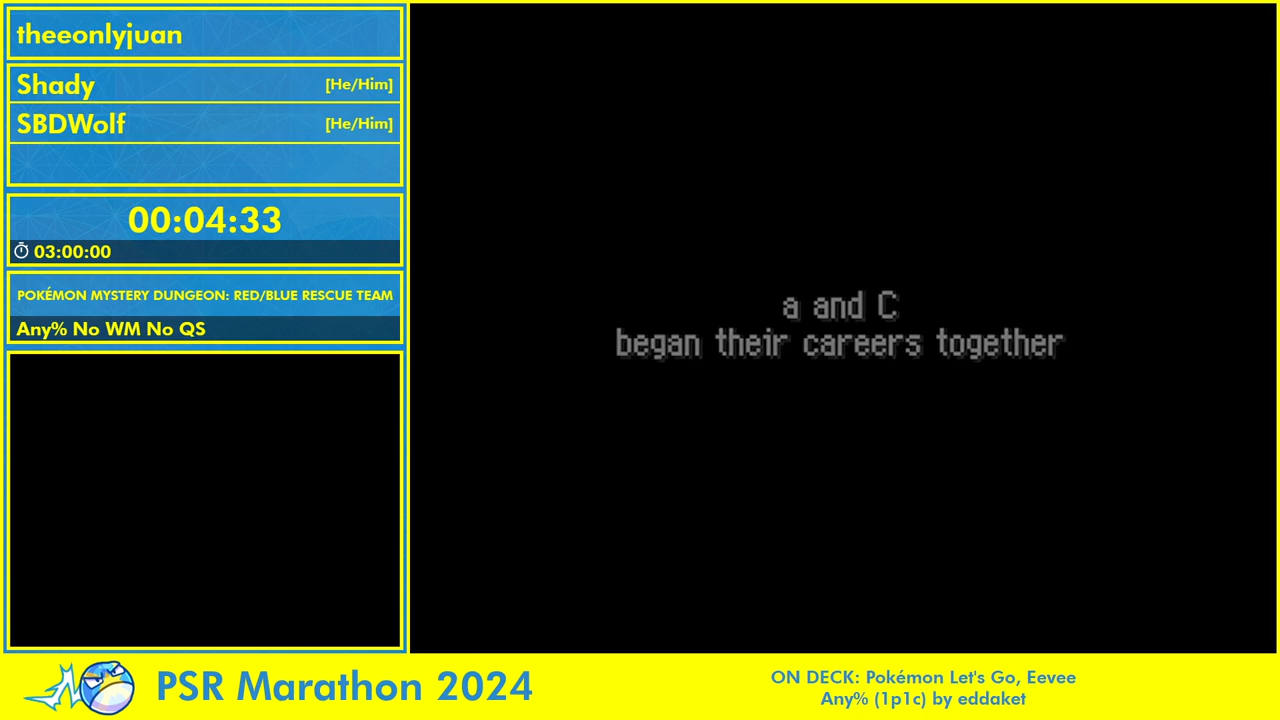 theeonlyjuan
Shady [He/Him]
SBDWolf [He/Him]
00:04:33
03:00:00
POKÉMON MYSTERY DUNGEON: RED/BLUE RESCUE TEAM
Any% No WM No QS
a and C
began their careers together
PSR Marathon 2024
ON DECK: Pokémon Let's Go, Eevee
Any% (1p1c) by eddaket